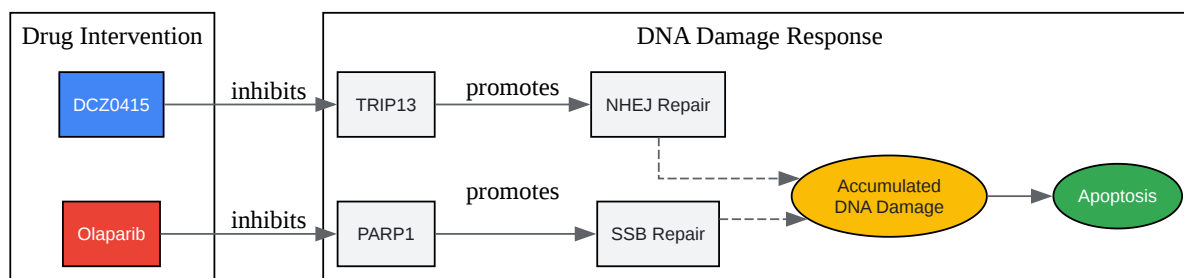 Drug Intervention
DNA Damage Response
DCZ0415
inhibits
TRIP13
promotes
NHEJ Repair
Olaparib
inhibits
PARP1
promotes
SSB Repair
Accumulated
DNA Damage
Apoptosis